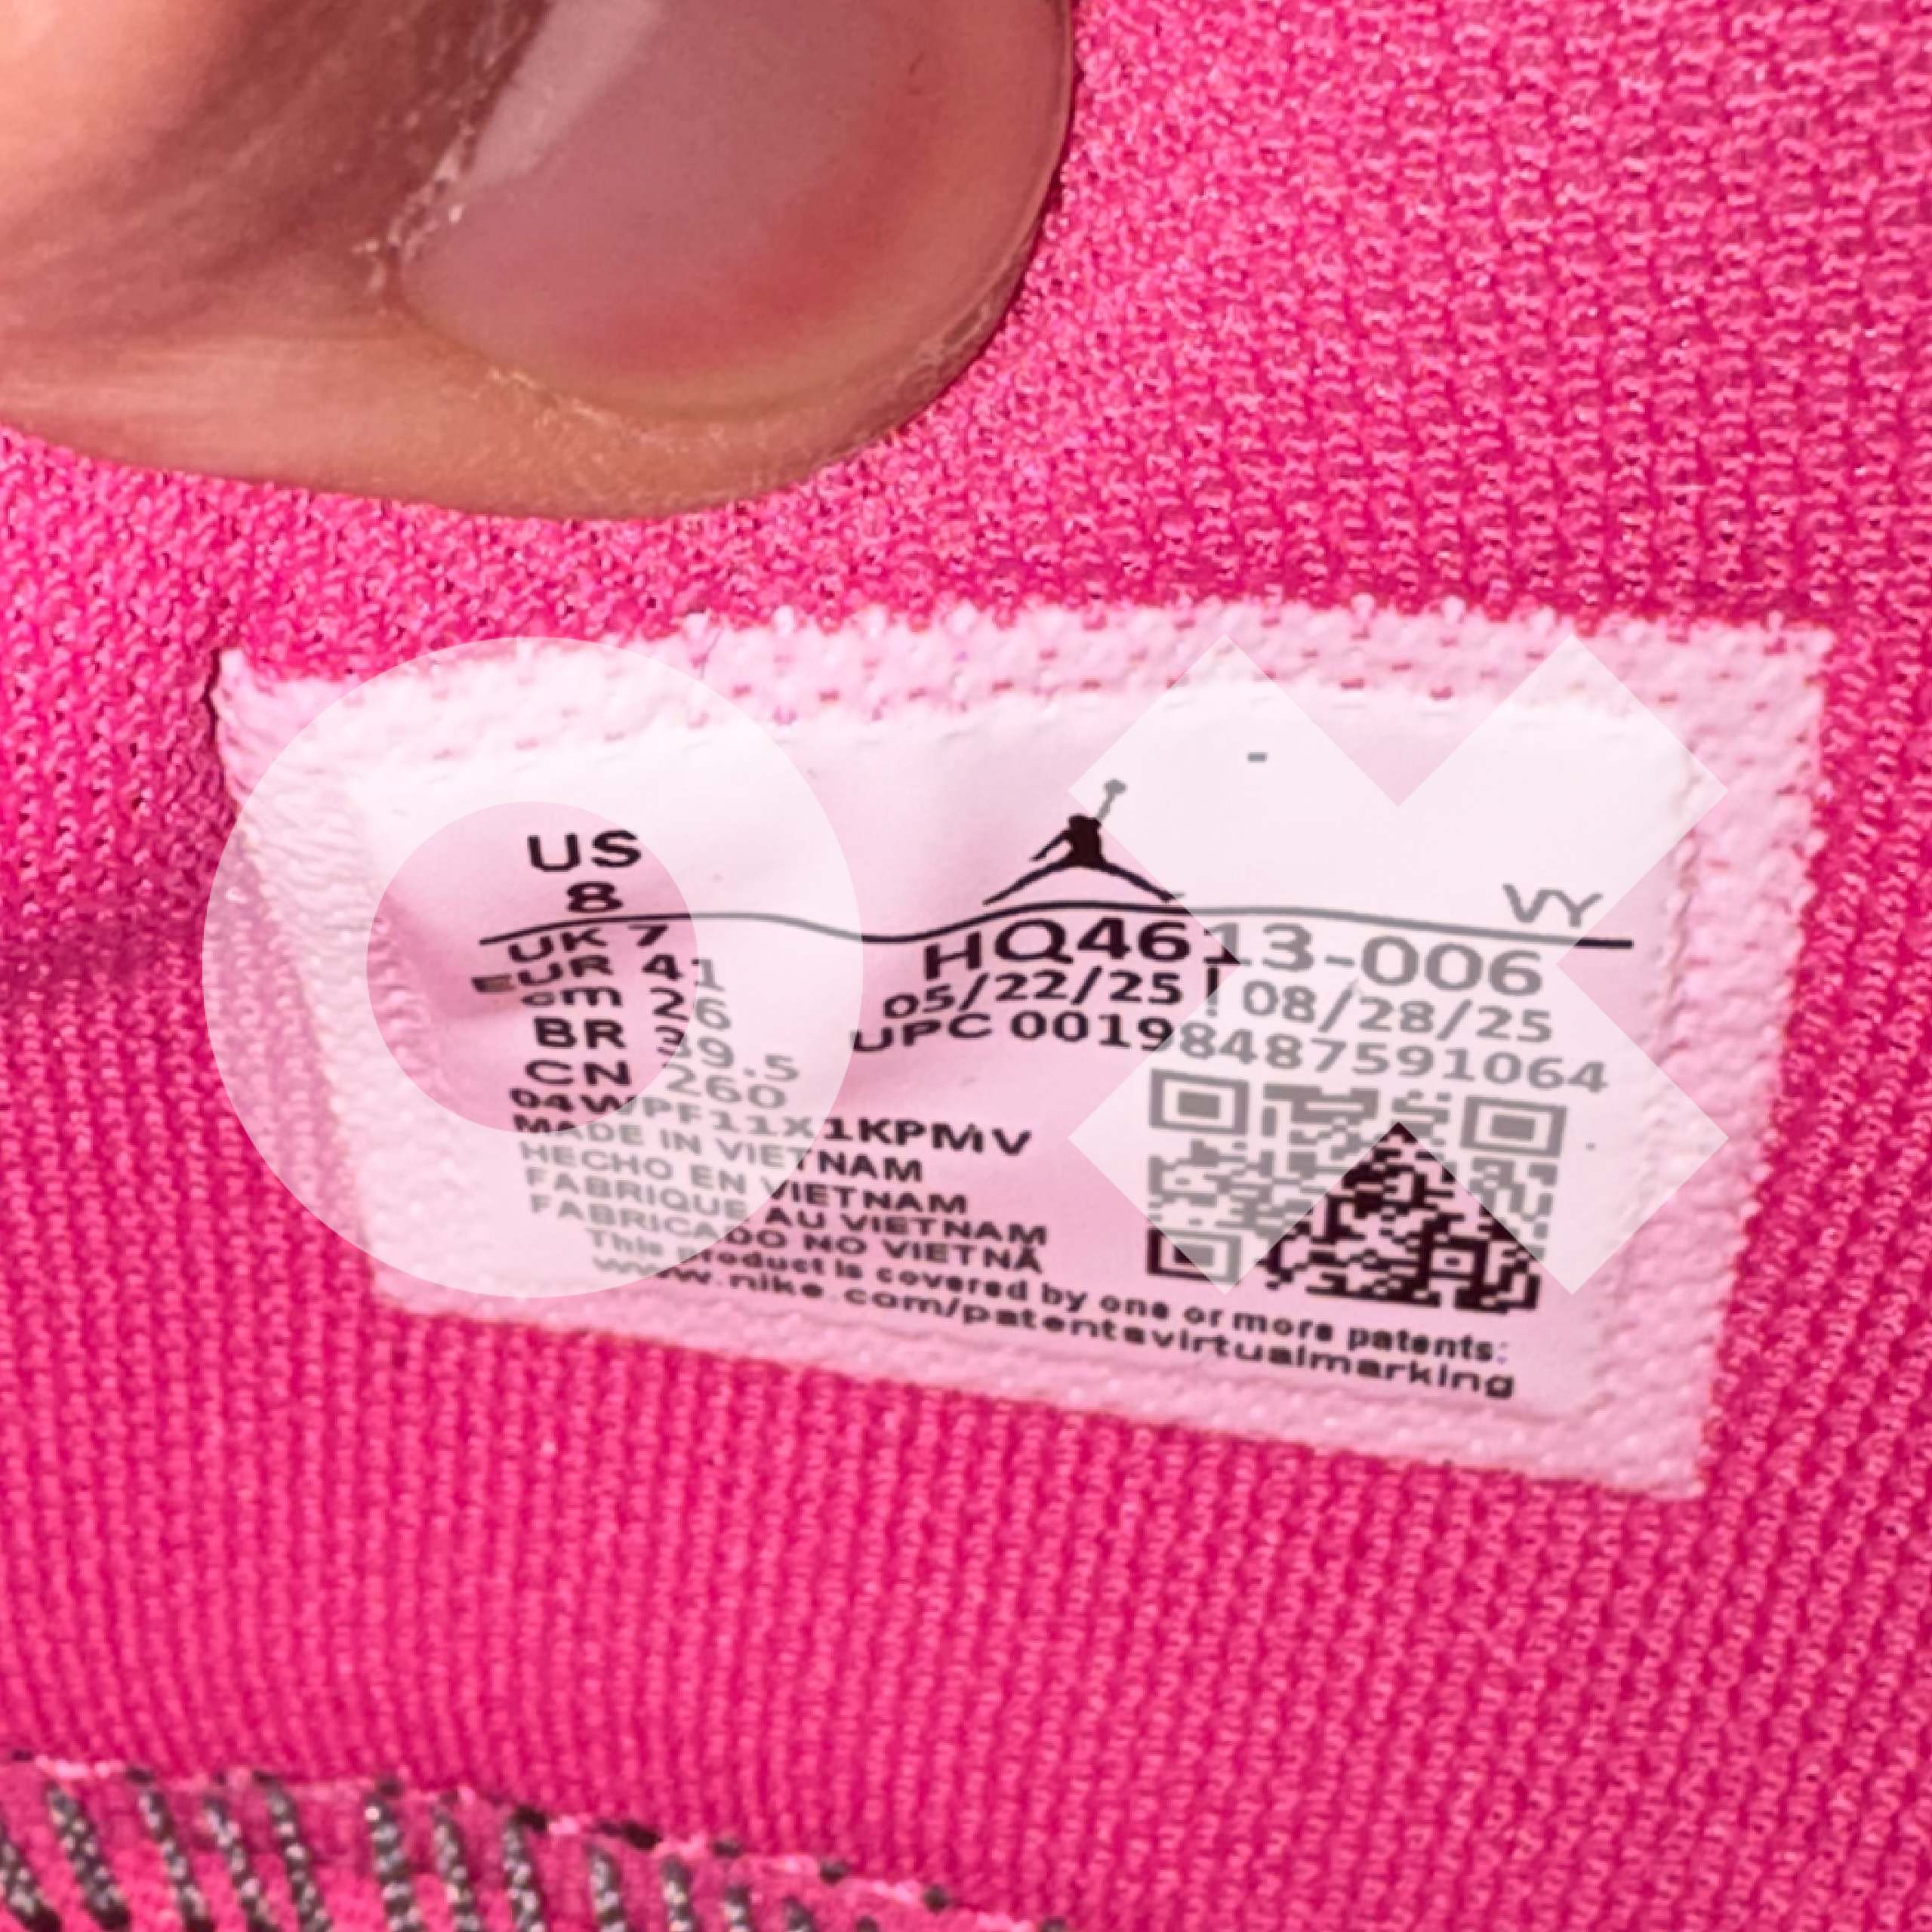 US
8
VY
UK 7
EUR 41
cm 26
BR 39.5
CN 260
HQ4613-006
05/22/25 ! 08/28/25
UPC 00198487591064
04WPF11X1KPMV
MADE IN VIETNAM
HECHO EN VIETNAM
FABRIQUE AU VIETNAM
FABRICADO NO VIETNÃ
This product is covered by one or more patents:
www.nike.com/patentsvirtualmarking
OX